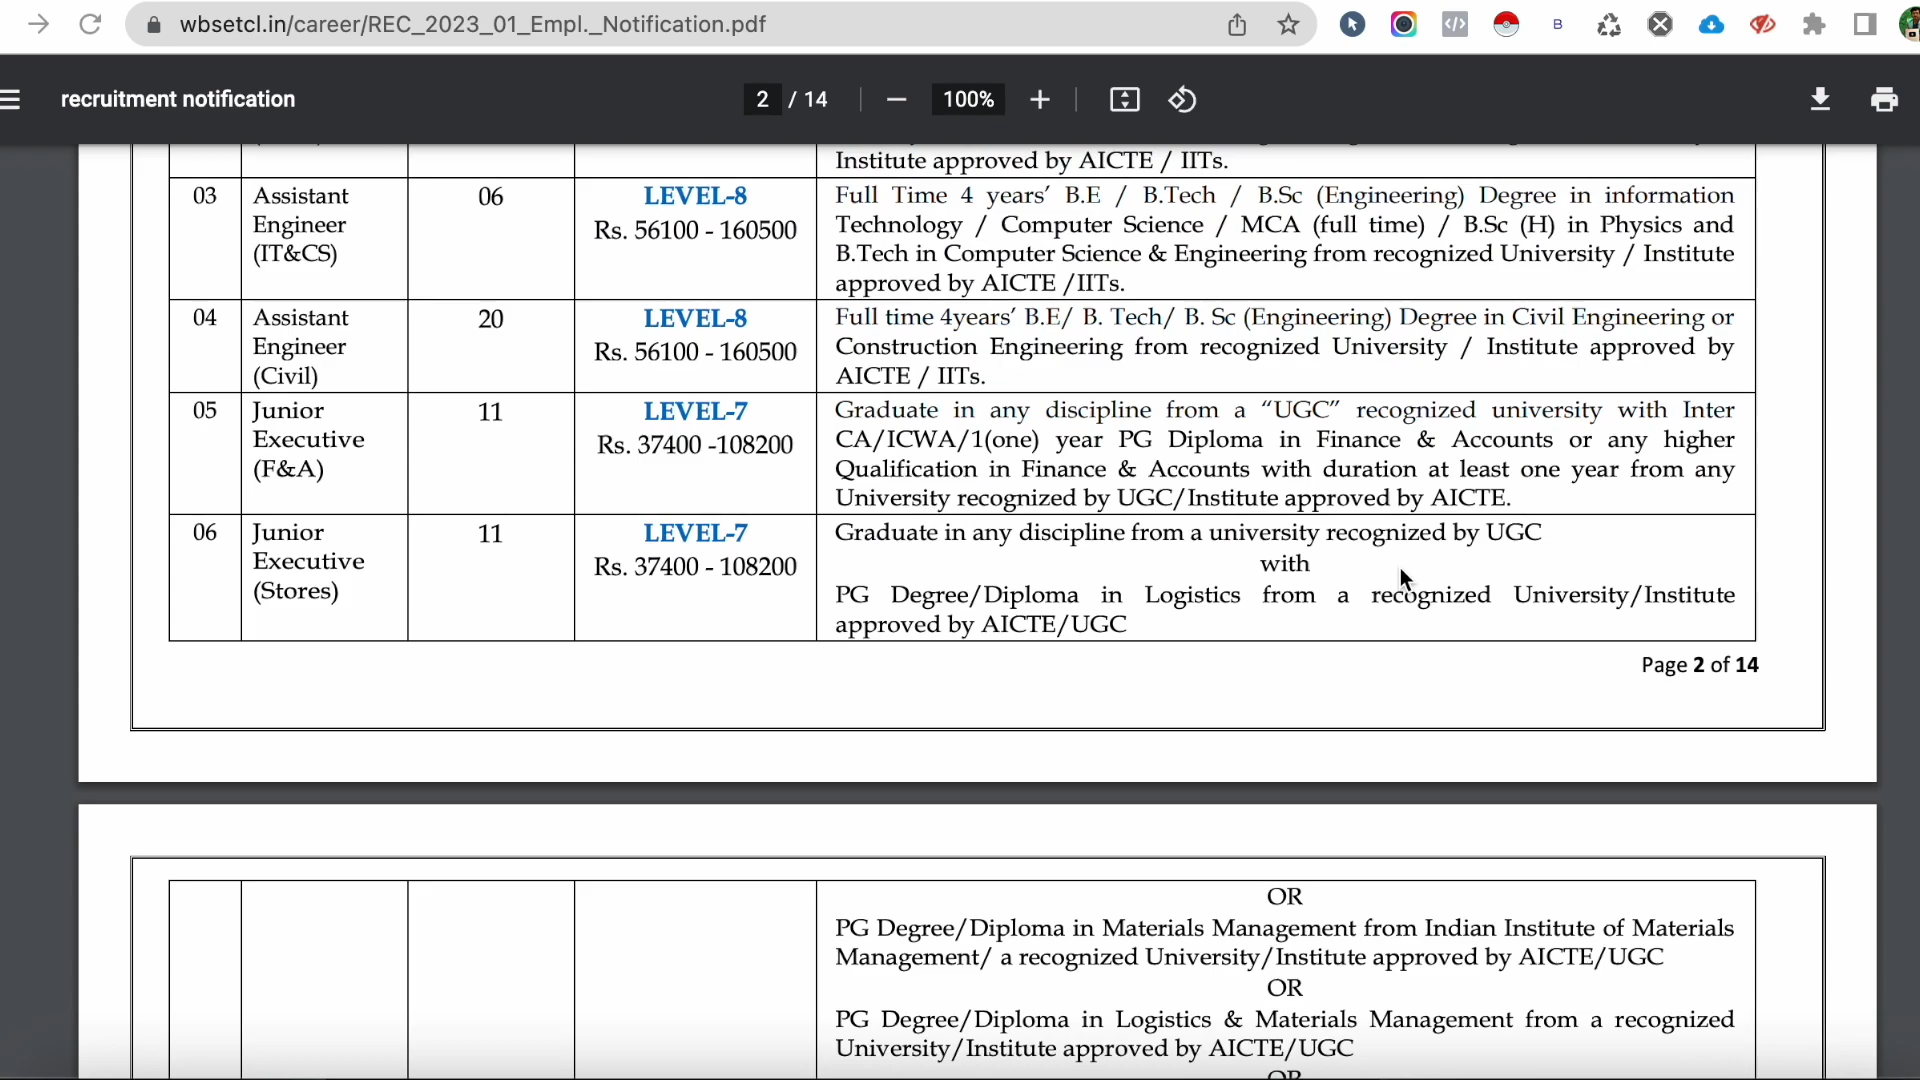 wbsetcl.in/career/REC_2023_01_Empl._Notification.pdf
B
recruitment notification
2 / 14
100%
Institute approved by AICTE / IITs.
03 Assistant Engineer (IT&CS) 06 LEVEL-8 Rs. 56100 - 160500
Full Time 4 years’ B.E / B.Tech / B.Sc (Engineering) Degree in information
Technology / Computer Science / MCA (full time) / B.Sc (H) in Physics and
B.Tech in Computer Science & Engineering from recognized University / Institute
approved by AICTE /IITs.
04 Assistant Engineer (Civil) 20 LEVEL-8 Rs. 56100 - 160500
Full time 4years’ B.E/ B. Tech/ B. Sc (Engineering) Degree in Civil Engineering or
Construction Engineering from recognized University / Institute approved by
AICTE / IITs.
05 Junior Executive (F&A) 11 LEVEL-7 Rs. 37400 -108200
Graduate in any discipline from a “UGC” recognized university with Inter
CA/ICWA/1(one) year PG Diploma in Finance & Accounts or any higher
Qualification in Finance & Accounts with duration at least one year from any
University recognized by UGC/Institute approved by AICTE.
06 Junior Executive (Stores) 11 LEVEL-7 Rs. 37400 - 108200
Graduate in any discipline from a university recognized by UGC
with
PG Degree/Diploma in Logistics from a recognized University/Institute
approved by AICTE/UGC
Page 2 of 14
OR
PG Degree/Diploma in Materials Management from Indian Institute of Materials
Management/ a recognized University/Institute approved by AICTE/UGC
OR
PG Degree/Diploma in Logistics & Materials Management from a recognized
University/Institute approved by AICTE/UGC
OR